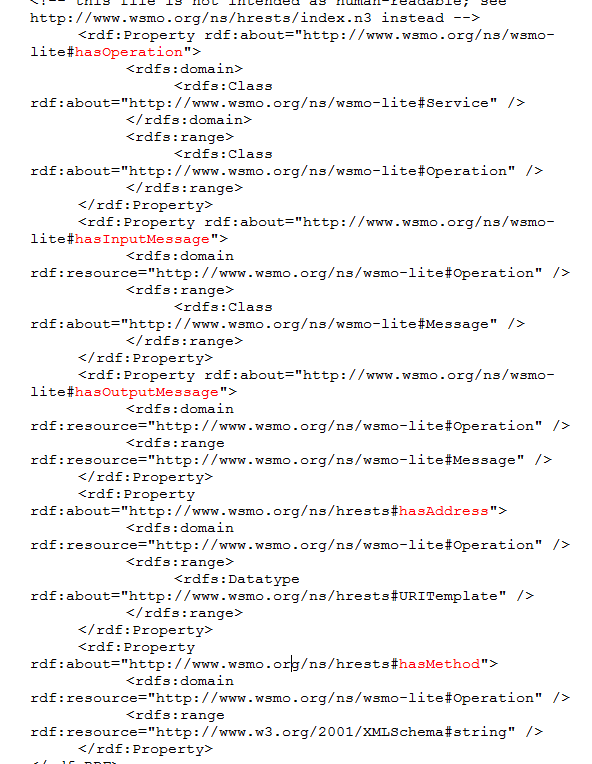 <!-- this file is not intended as human-readable; see
http://www.wsmo.org/ns/hrests/index.n3 instead -->
<rdf:Property rdf:about="http://www.wsmo.org/ns/wsmo-
lite#hasOperation">
<rdfs:domain>
<rdfs:Class
rdf:about="http://www.wsmo.org/ns/wsmo-lite#Service" />
</rdfs:domain>
<rdfs:range>
<rdfs:Class
rdf:about="http://www.wsmo.org/ns/wsmo-lite#Operation" />
</rdfs:range>
</rdf:Property>
<rdf:Property rdf:about="http://www.wsmo.org/ns/wsmo-
lite#hasInputMessage">
<rdfs:domain
rdf:resource="http://www.wsmo.org/ns/wsmo-lite#Operation" />
<rdfs:range>
<rdfs:Class
rdf:about="http://www.wsmo.org/ns/wsmo-lite#Message" />
</rdfs:range>
</rdf:Property>
<rdf:Property rdf:about="http://www.wsmo.org/ns/wsmo-
lite#hasOutputMessage">
<rdfs:domain
rdf:resource="http://www.wsmo.org/ns/wsmo-lite#Operation" />
<rdfs:range
rdf:resource="http://www.wsmo.org/ns/wsmo-lite#Message" />
</rdf:Property>
<rdf:Property
rdf:about="http://www.wsmo.org/ns/hrests#hasAddress">
<rdfs:domain
rdf:resource="http://www.wsmo.org/ns/wsmo-lite#Operation" />
<rdfs:range>
<rdfs:Datatype
rdf:about="http://www.wsmo.org/ns/hrests#URITemplate" />
</rdfs:range>
</rdf:Property>
<rdf:Property
rdf:about="http://www.wsmo.org/ns/hrests#hasMethod">
<rdfs:domain
rdf:resource="http://www.wsmo.org/ns/wsmo-lite#Operation" />
<rdfs:range
rdf:resource="http://www.w3.org/2001/XMLSchema#string" />
</rdf:Property>
</rdf:RDF>